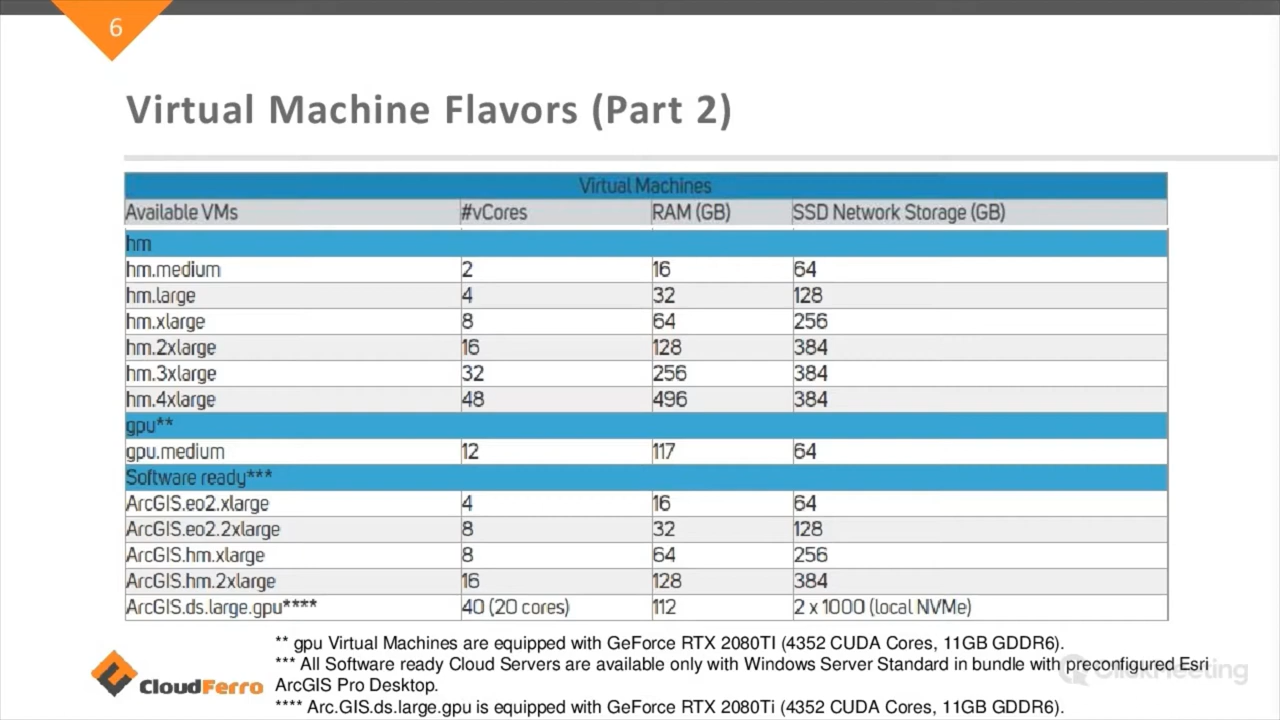 6
Virtual Machine Flavors (Part 2)
Virtual Machines
Available VMs #vCores RAM (GB) SSD Network Storage (GB)
hm
hm.medium 2 16 64
hm.large 4 32 128
hm.xlarge 8 64 256
hm.2xlarge 16 128 384
hm.3xlarge 32 256 384
hm.4xlarge 48 496 384
gpu**
gpu.medium 12 117 64
Software ready***
ArcGIS.eo2.xlarge 4 16 64
ArcGIS.eo2.2xlarge 8 32 128
ArcGIS.hm.xlarge 8 64 256
ArcGIS.hm.2xlarge 16 128 384
ArcGIS.ds.large.gpu**** 40 (20 cores) 112 2 x 1000 (local NVMe)
** gpu Virtual Machines are equipped with GeForce RTX 2080TI (4352 CUDA Cores, 11GB GDDR6).
*** All Software ready Cloud Servers are available only with Windows Server Standard in bundle with preconfigured Esri
ArcGIS Pro Desktop.
**** Arc.GIS.ds.large.gpu is equipped with GeForce RTX 2080Ti (4352 CUDA Cores, 11GB GDDR6).
CloudFerro
ClickMeeting